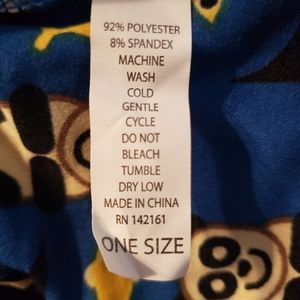 92% POLYESTER
8% SPANDEX
MACHINE
WASH
COLD
GENTLE
CYCLE
DO NOT
BLEACH
TUMBLE
DRY LOW
MADE IN CHINA
RN 142161
ONE SIZE